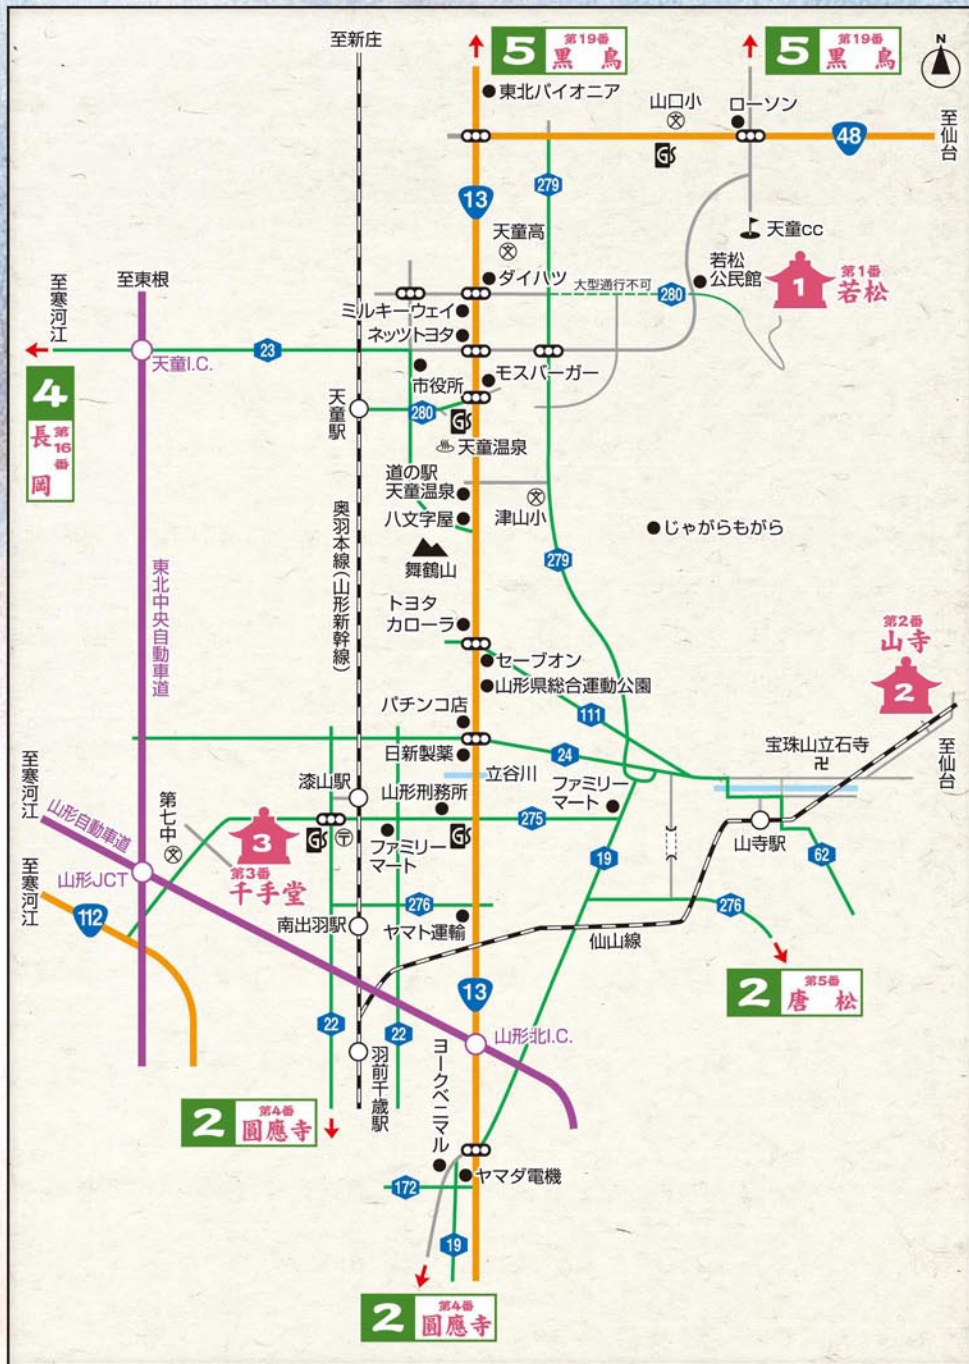 至新庄
5
第19番
黒鳥
5
第19番
黒鳥
N
東北パイオニア
山口小
文
ローソン
48
至仙台
GS
13
279
天童高
文
天童cc
ダイハツ
大型通行不可
280
若松
公民館
1
第1番
若松
至寒河江
至東根
ミルキーウェイ
ネッツトヨタ
23
天童I.C.
市役所
モスバーガー
4
第16番
長岡
天童駅
280
GS
天童温泉
道の駅
天童温泉
八文字屋
文
津山小
じゃがらもがら
舞鶴山
279
奥羽本線(山形新幹線)
東北中央自動車道
トヨタ
カローラ
セーブオン
山形県総合運動公園
111
第2番
山寺
2
パチンコ店
日新製薬
24
宝珠山立石寺
卍
至仙台
至寒河江
漆山駅
立谷川
山形刑務所
ファミリー
マート
山形自動車道
第七中
文
3
第3番
千手堂
GS
〒
ファミリー
マート
GS
275
19
山寺駅
62
山形JCT
至寒河江
112
276
南出羽駅
ヤマト運輸
仙山線
276
2
第5番
唐松
13
22
22
山形北I.C.
羽前千歳駅
ヨークベニマル
2
第4番
圓應寺
ヤマダ電機
172
19
2
第4番
圓應寺